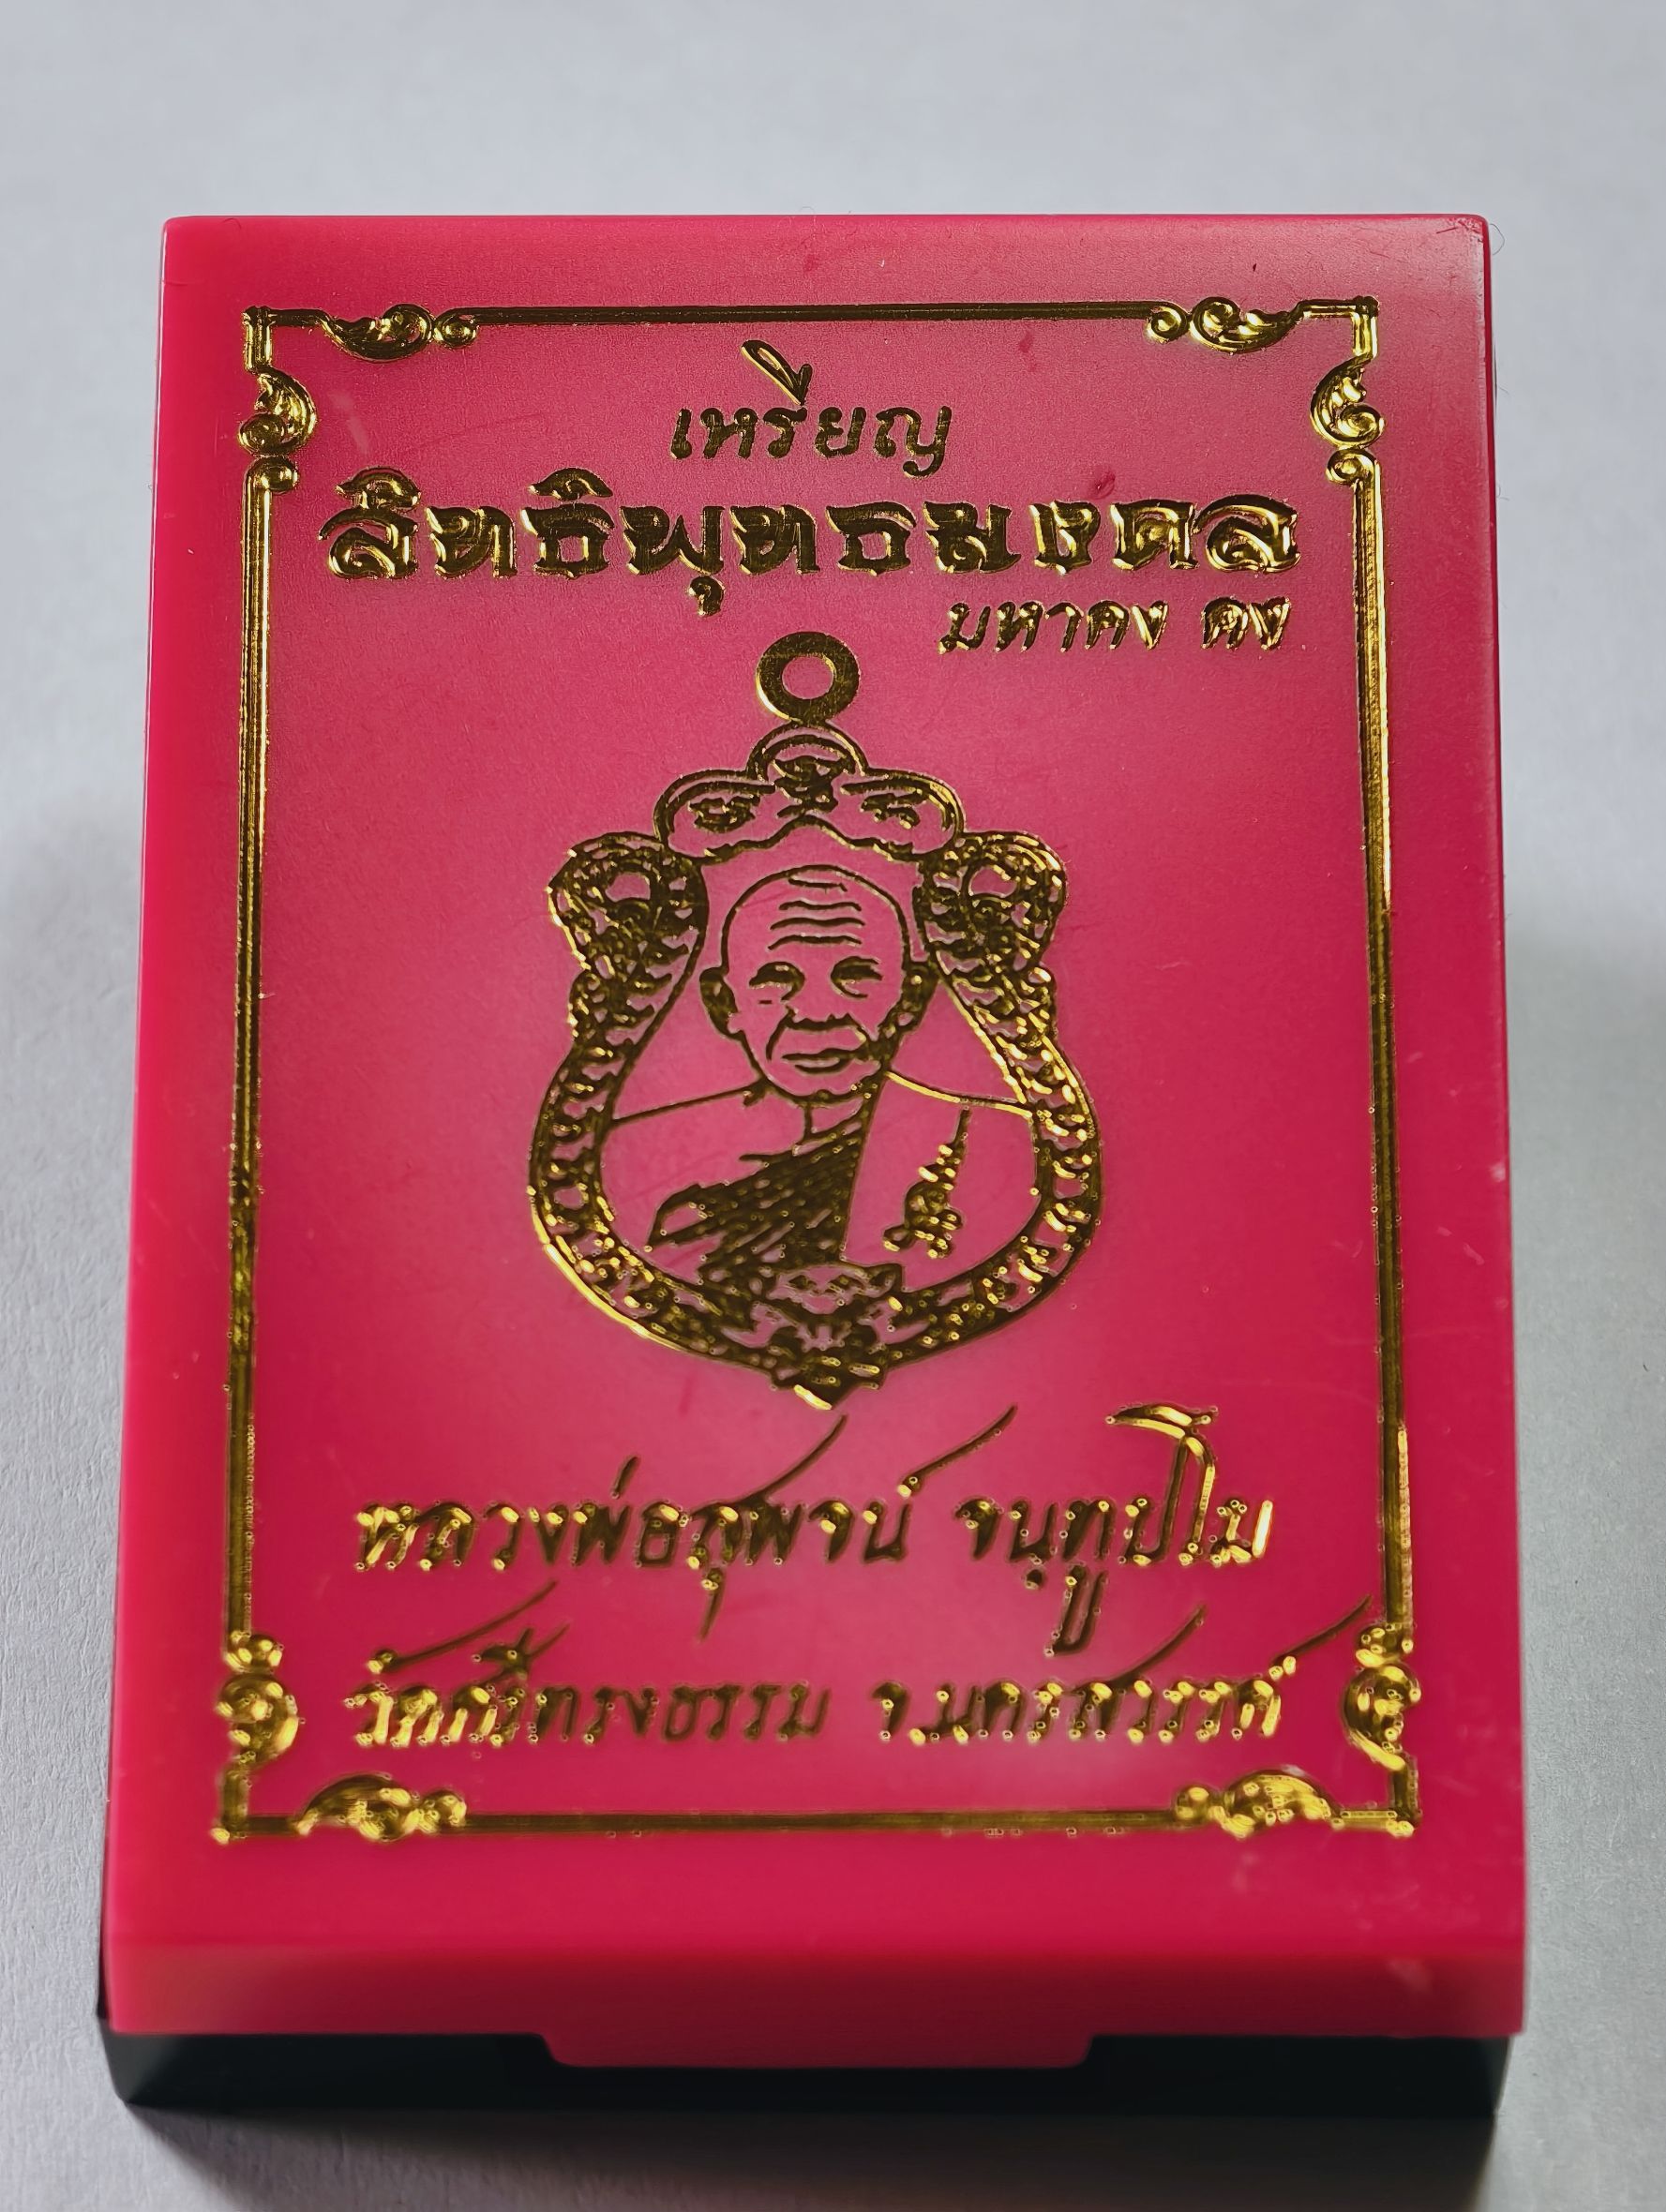 เหรียญ
สิทธิพุทธมงคล
มหาคง คง
หลวงพ่อสุพจน์ จนฺทูปโม
วัดศรีทรงธรรม จ.นครสวรรค์